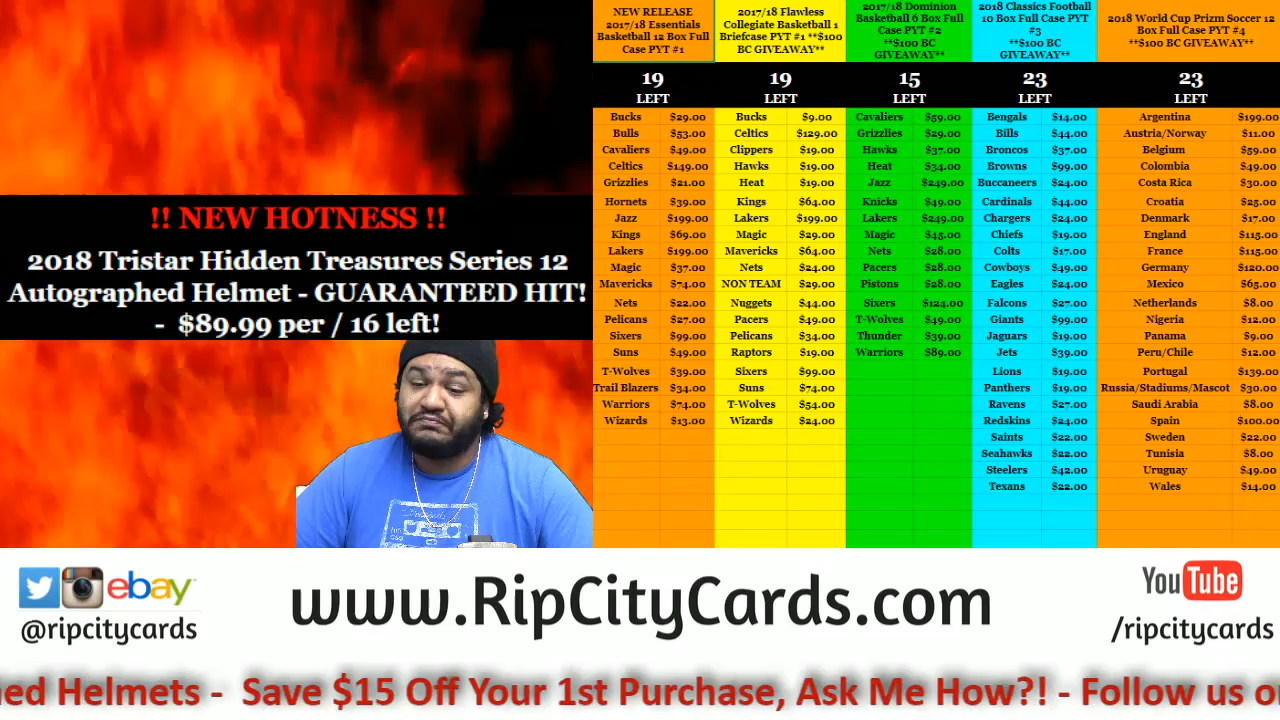 !! NEW HOTNESS !!
2018 Tristar Hidden Treasures Series 12
Autographed Helmet - GUARANTEED HIT!
- $89.99 per / 16 left!
NEW RELEASE
2017/18 Essentials
Basketball 12 Box Full
Case PYT #1
19
LEFT
Bucks $29.00
Bulls $53.00
Cavaliers $49.00
Celtics $149.00
Grizzlies $21.00
Hornets $39.00
Jazz $199.00
Kings $69.00
Lakers $199.00
Magic $37.00
Mavericks $74.00
Nets $22.00
Pelicans $27.00
Sixers $99.00
Suns $49.00
T-Wolves $39.00
Trail Blazers $34.00
Warriors $74.00
Wizards $13.00
2017/18 Flawless
Collegiate Basketball 1
Briefcase PYT #1 **$100
BC GIVEAWAY**
19
LEFT
Bucks $9.00
Celtics $129.00
Clippers $19.00
Hawks $19.00
Heat $19.00
Kings $64.00
Lakers $199.00
Magic $29.00
Mavericks $64.00
Nets $24.00
NON TEAM $29.00
Nuggets $44.00
Pacers $49.00
Pelicans $34.00
Raptors $19.00
Sixers $99.00
Suns $74.00
T-Wolves $54.00
Wizards $24.00
2017/18 Dominion
Basketball 6 Box Full
Case PYT #2
**$100 BC
GIVEAWAY**
15
LEFT
Cavaliers $59.00
Grizzlies $29.00
Hawks $37.00
Heat $34.00
Jazz $249.00
Knicks $49.00
Lakers $249.00
Magic $45.00
Nets $28.00
Pacers $28.00
Pistons $28.00
Sixers $124.00
T-Wolves $49.00
Thunder $39.00
Warriors $89.00
2018 Classics Football
10 Box Full Case PYT
#3
**$100 BC
GIVEAWAY**
23
LEFT
Bengals $14.00
Bills $44.00
Broncos $37.00
Browns $99.00
Buccaneers $24.00
Cardinals $44.00
Chargers $24.00
Chiefs $19.00
Colts $17.00
Cowboys $49.00
Eagles $24.00
Falcons $27.00
Giants $99.00
Jaguars $19.00
Jets $39.00
Lions $19.00
Panthers $19.00
Ravens $27.00
Redskins $24.00
Saints $22.00
Seahawks $22.00
Steelers $42.00
Texans $22.00
2018 World Cup Prizm Soccer 12
Box Full Case PYT #4
**$100 BC GIVEAWAY**
23
LEFT
Argentina $199.00
Austria/Norway $11.00
Belgium $59.00
Colombia $49.00
Costa Rica $30.00
Croatia $25.00
Denmark $17.00
England $115.00
France $115.00
Germany $120.00
Mexico $65.00
Netherlands $8.00
Nigeria $12.00
Panama $9.00
Peru/Chile $12.00
Portugal $139.00
Russia/Stadiums/Mascot $30.00
Saudi Arabia $8.00
Spain $100.00
Sweden $22.00
Tunisia $8.00
Uruguay $49.00
Wales $14.00
ebay
@ripcitycards
www.RipCityCards.com
YouTube
/ripcitycards
ed Helmets - Save $15 Off Your 1st Purchase, Ask Me How?! - Follow us o